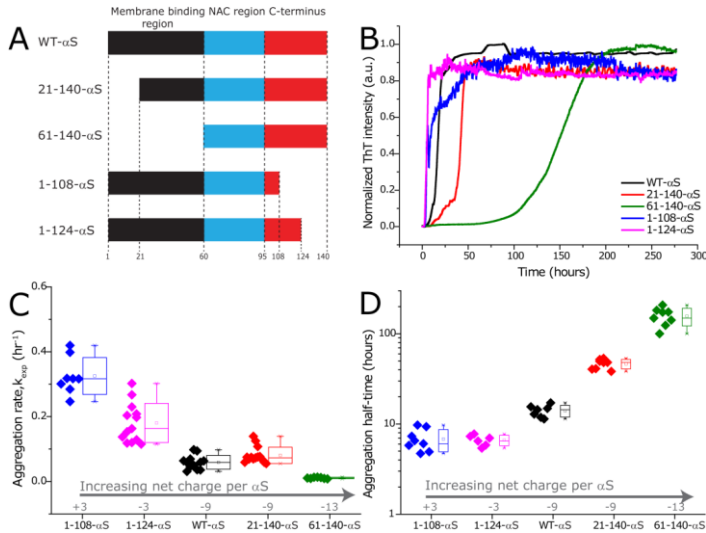 A
Membrane binding NAC region C-terminus
region
WT-αS
21-140-αS
61-140-αS
1-108-αS
1-124-αS
1 21 60 95 108 124 140
B
Normalized ThT Intensity (a.u.)
1.0
0.8
0.6
0.4
0.2
0.0
WT-αS
21-140-αS
61-140-αS
1-108-αS
1-124-αS
0 50 100 150 200 250 300
Time (hours)
C
Aggregation rate,kexp (hr⁻¹)
0.6
0.4
0.2
0.0
Increasing net charge per αS
+3 -3 -9 -9 -13
1-108-αS 1-124-αS WT-αS 21-140-αS 61-140-αS
D
Aggregation half-time (hours)
100
10
1
Increasing net charge per αS
+3 -3 -9 -9 -13
1-108-αS 1-124-αS WT-αS 21-140-αS 61-140-αS